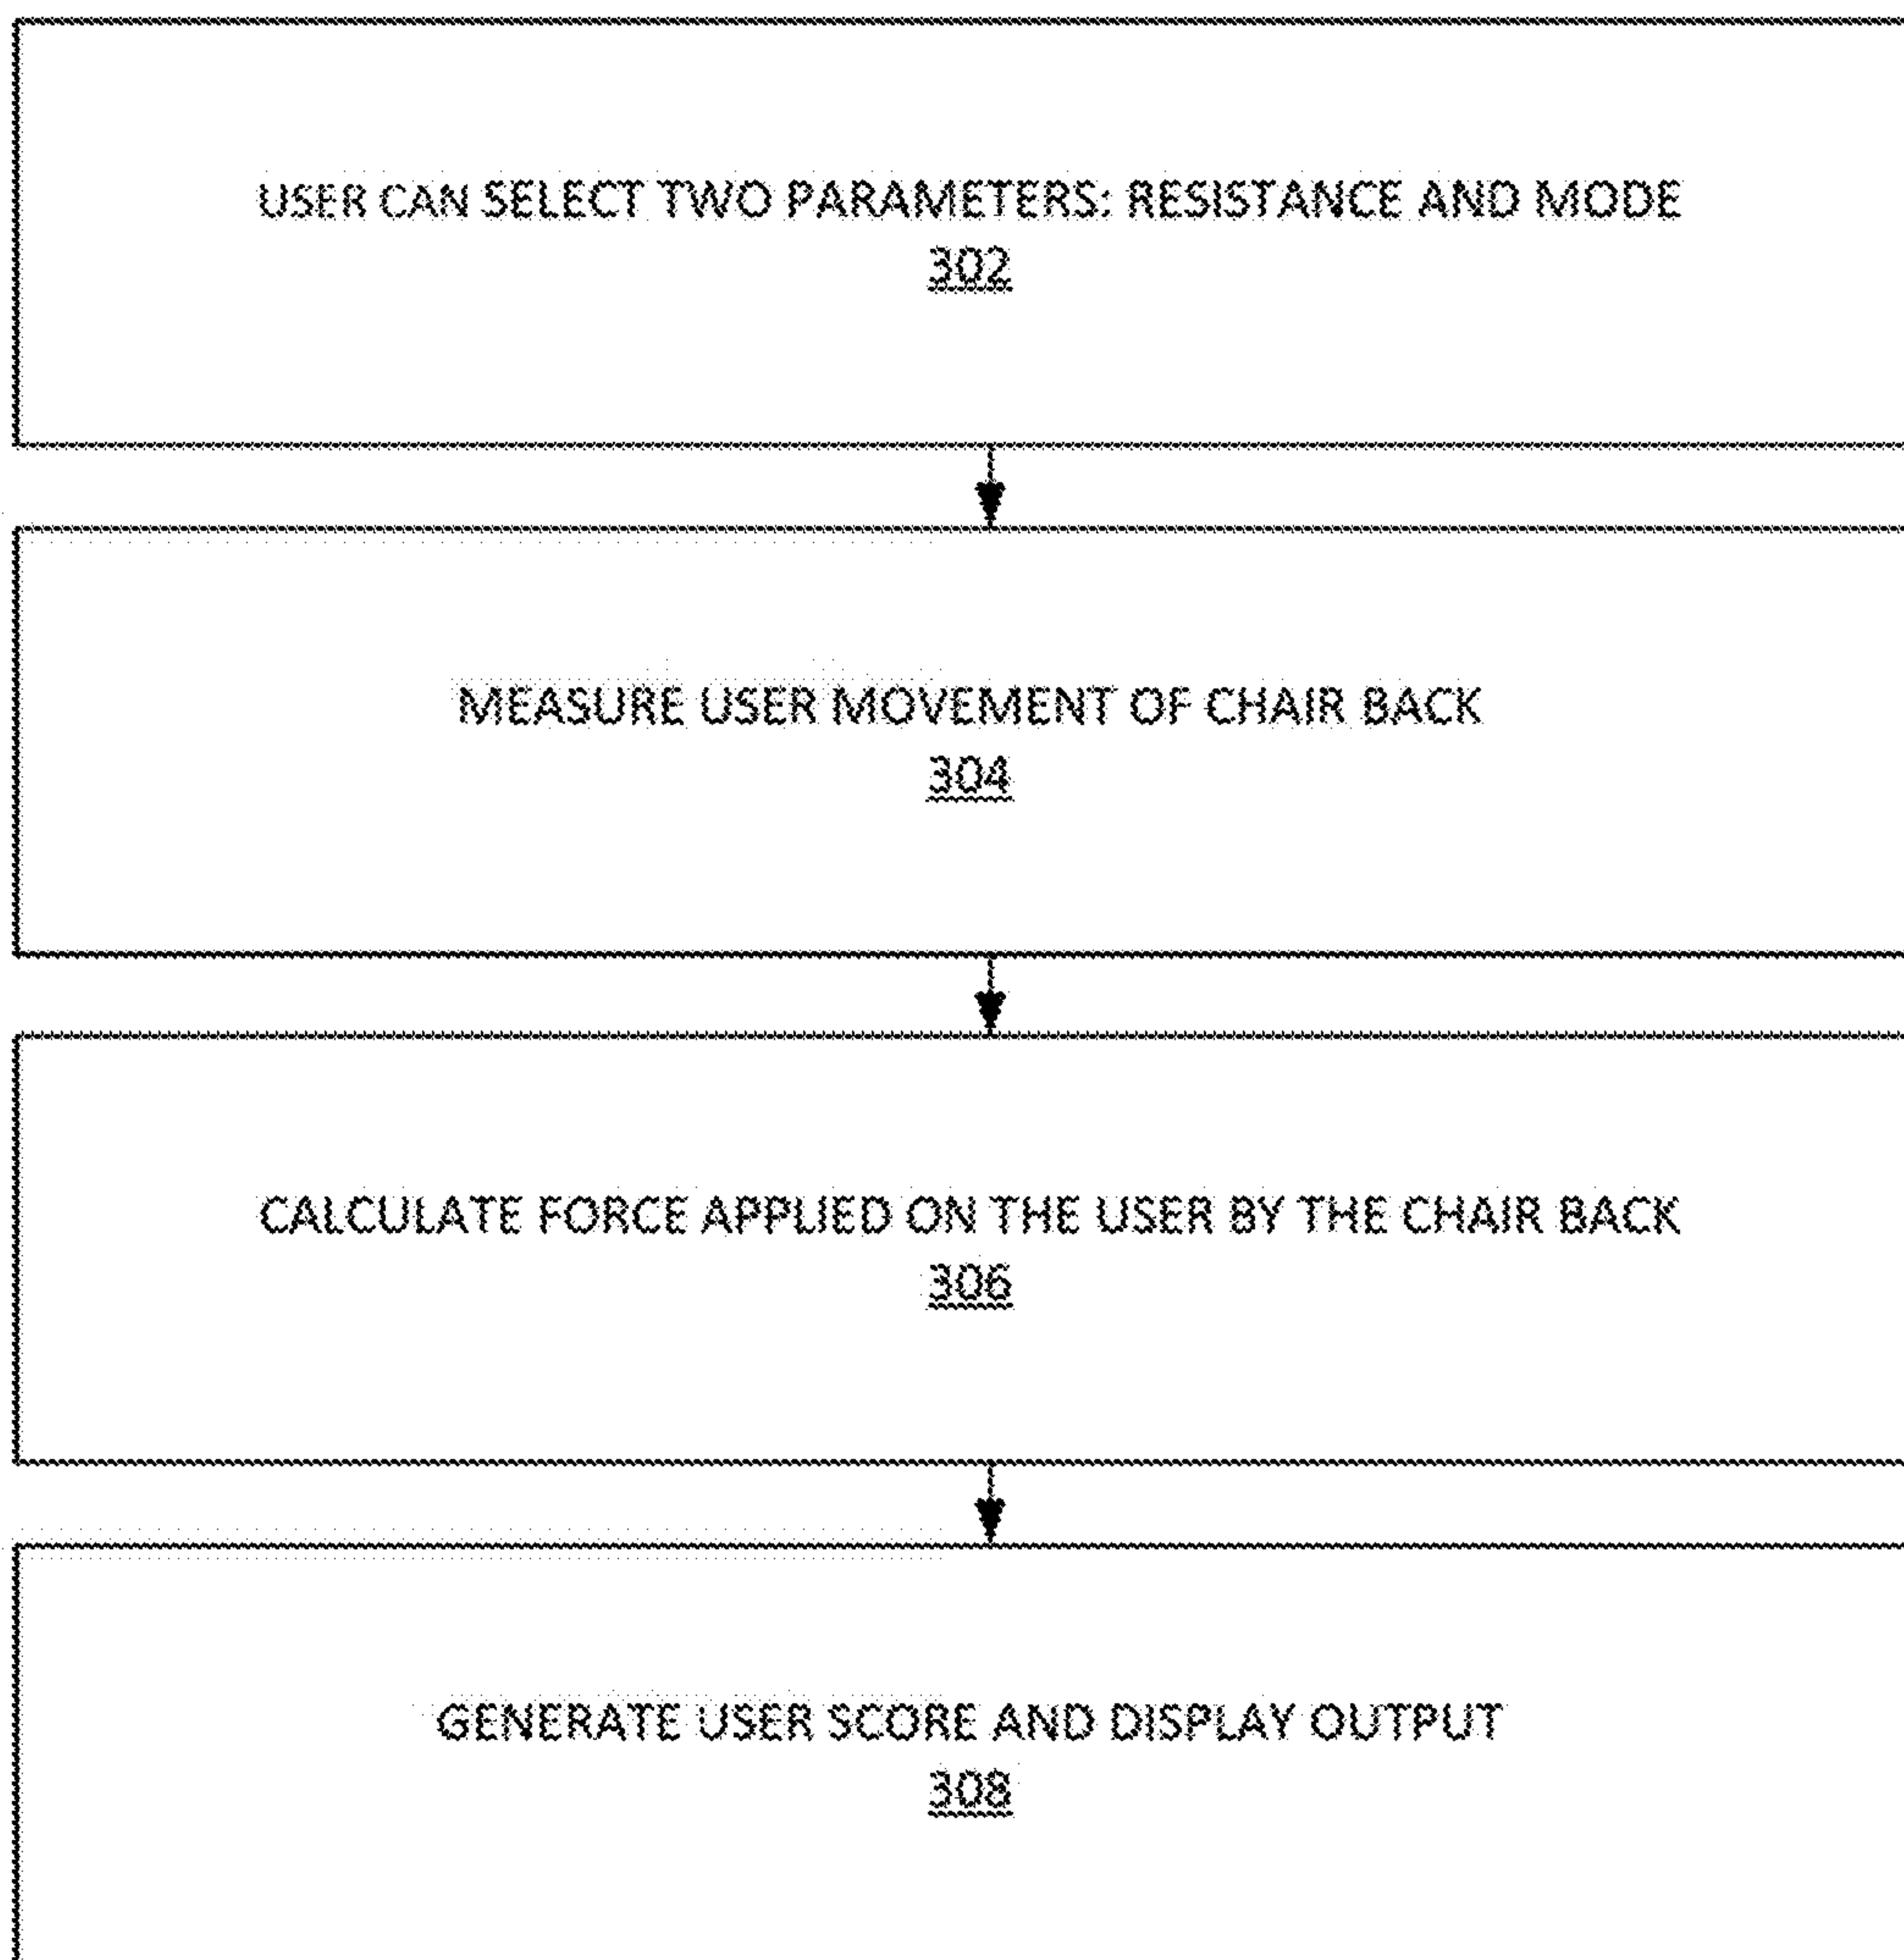 USER CAN SELECT TWO PARAMETERS: RESISTANCE AND MODE
302
MEASURE USER MOVEMENT OF CHAIR BACK
304
CALCULATE FORCE APPLIED ON THE USER BY THE CHAIR BACK
306
GENERATE USER SCORE AND DISPLAY OUTPUT
308